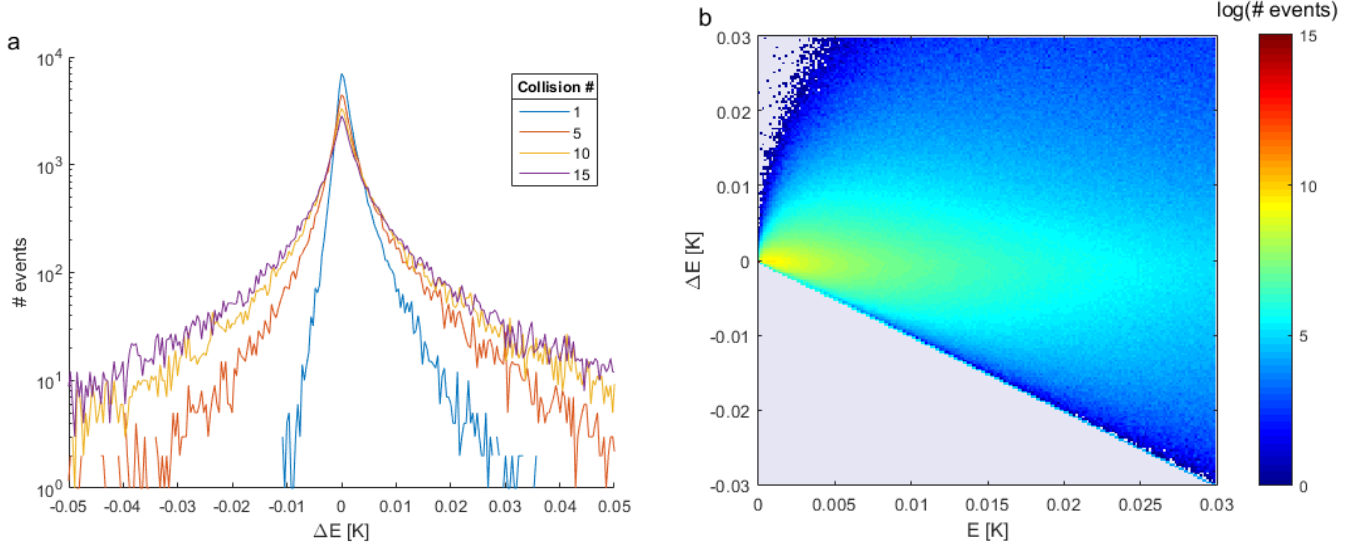 a
10^4
10^3
10^2
10^1
10^0
# events
-0.05 -0.04 -0.03 -0.02 -0.01 0 0.01 0.02 0.03 0.04 0.05
ΔE [K]
Collision #
1
5
10
15
b
log(# events)
0.03
0.02
0.01
0
-0.01
-0.02
-0.03
ΔE [K]
0 0.005 0.01 0.015 0.02 0.025 0.03
E [K]
15
10
5
0